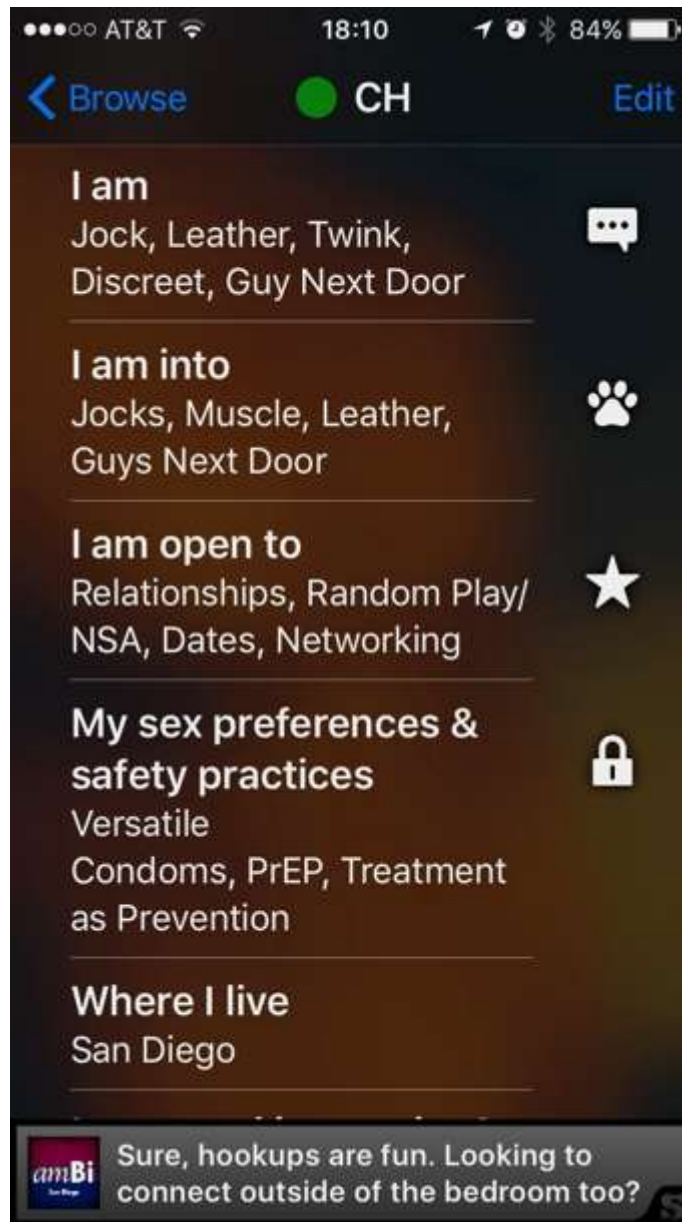 AT&T 18:10 84%
Browse CH Edit
I am
Jock, Leather, Twink,
Discreet, Guy Next Door
I am into
Jocks, Muscle, Leather,
Guys Next Door
I am open to
Relationships, Random Play/
NSA, Dates, Networking
My sex preferences &
safety practices
Versatile
Condoms, PrEP, Treatment
as Prevention
Where I live
San Diego
amBi
San Diego
Sure, hookups are fun. Looking to
connect outside of the bedroom too?